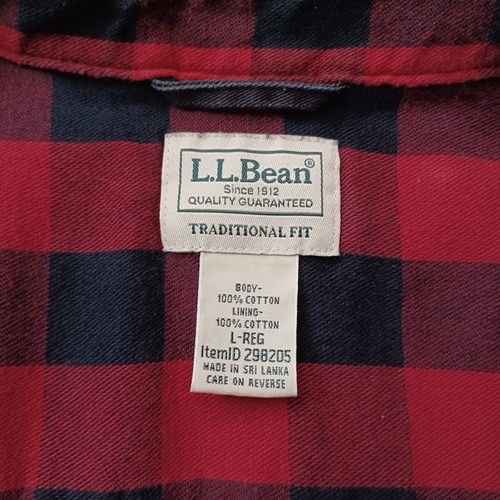 L.L.Bean®
Since 1912
QUALITY GUARANTEED
TRADITIONAL FIT
BODY-
100% COTTON
LINING-
100% COTTON
L-REG
ItemID 298205
MADE IN SRI LANKA
CARE ON REVERSE